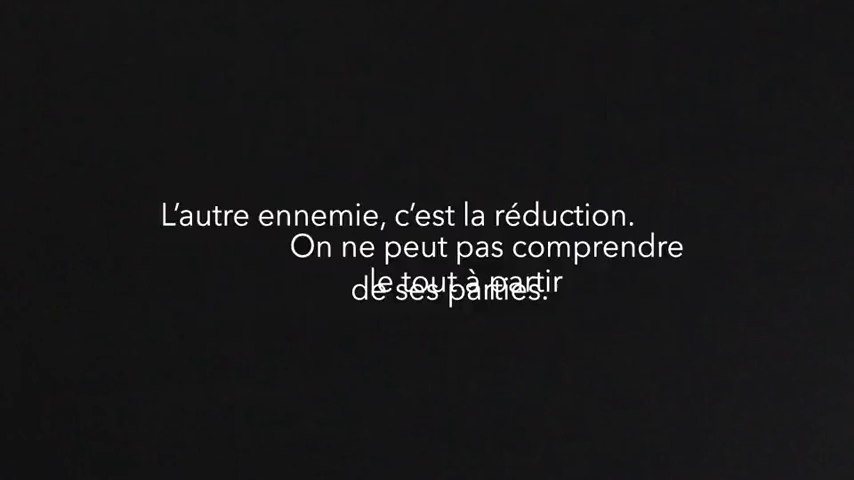 L’autre ennemie, c’est la réduction.
On ne peut pas comprendre
le tout à partir
de ses parties.